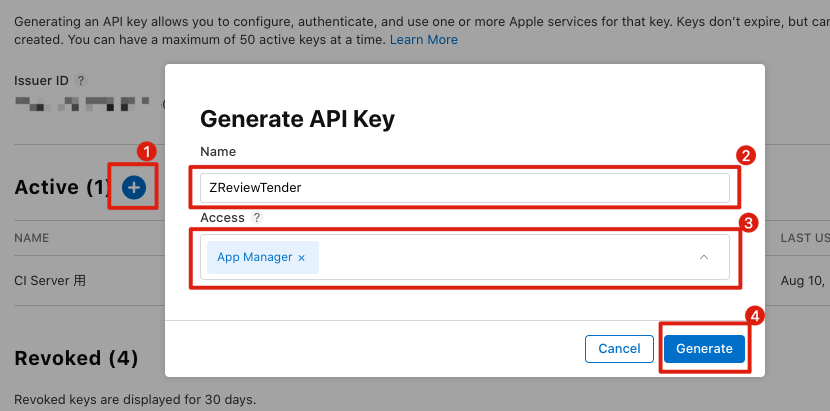 Generating an API key allows you to configure, authenticate, and use one or more Apple services for that key. Keys don’t expire, but can
created. You can have a maximum of 50 active keys at a time. Learn More
Issuer ID ?
Generate API Key
Name
1
2
Active (1)
ZReviewTender
Access ?
3
NAME
LAST US
App Manager ×
CI Server 用
Aug 10,
4
Cancel
Generate
Revoked (4)
Revoked keys are displayed for 30 days.